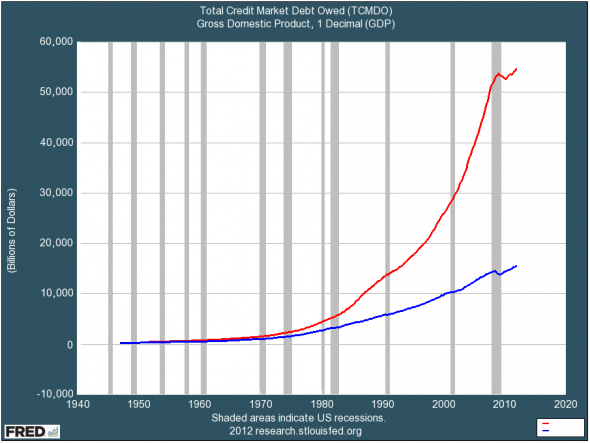 Total Credit Market Debt Owed (TCMDO)
Gross Domestic Product, 1 Decimal (GDP)
60,000
50,000
40,000
30,000
20,000
10,000
0
-10,000
(Billions of Dollars)
1940 1950 1960 1970 1980 1990 2000 2010 2020
Shaded areas indicate US recessions.
2012 research.stlouisfed.org
FRED